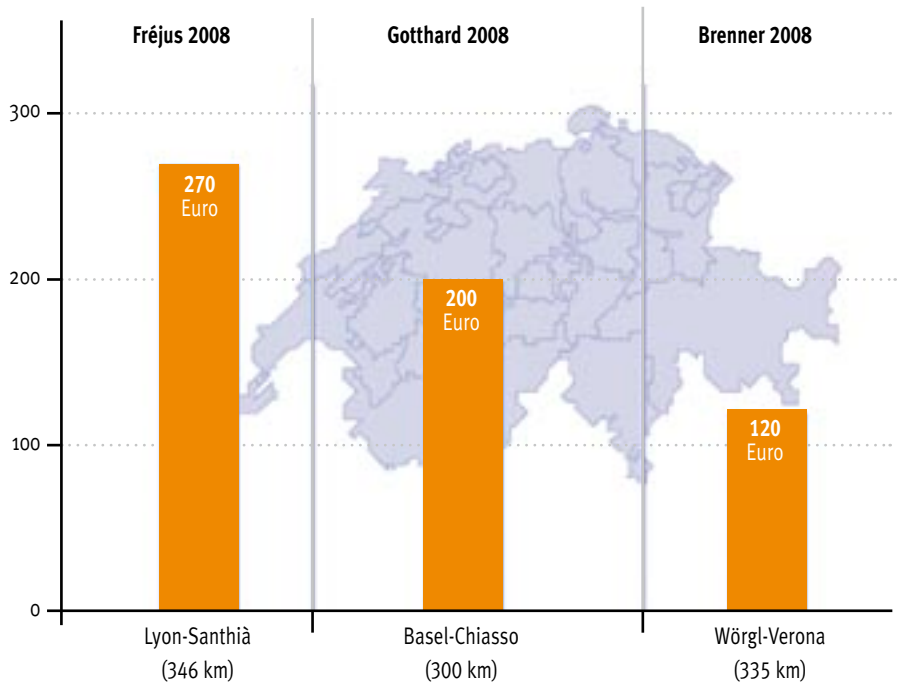 Fréjus 2008
Gotthard 2008
Brenner 2008
300
200
100
0
270
Euro
200
Euro
120
Euro
Lyon-Santhià
(346 km)
Basel-Chiasso
(300 km)
Wörgl-Verona
(335 km)